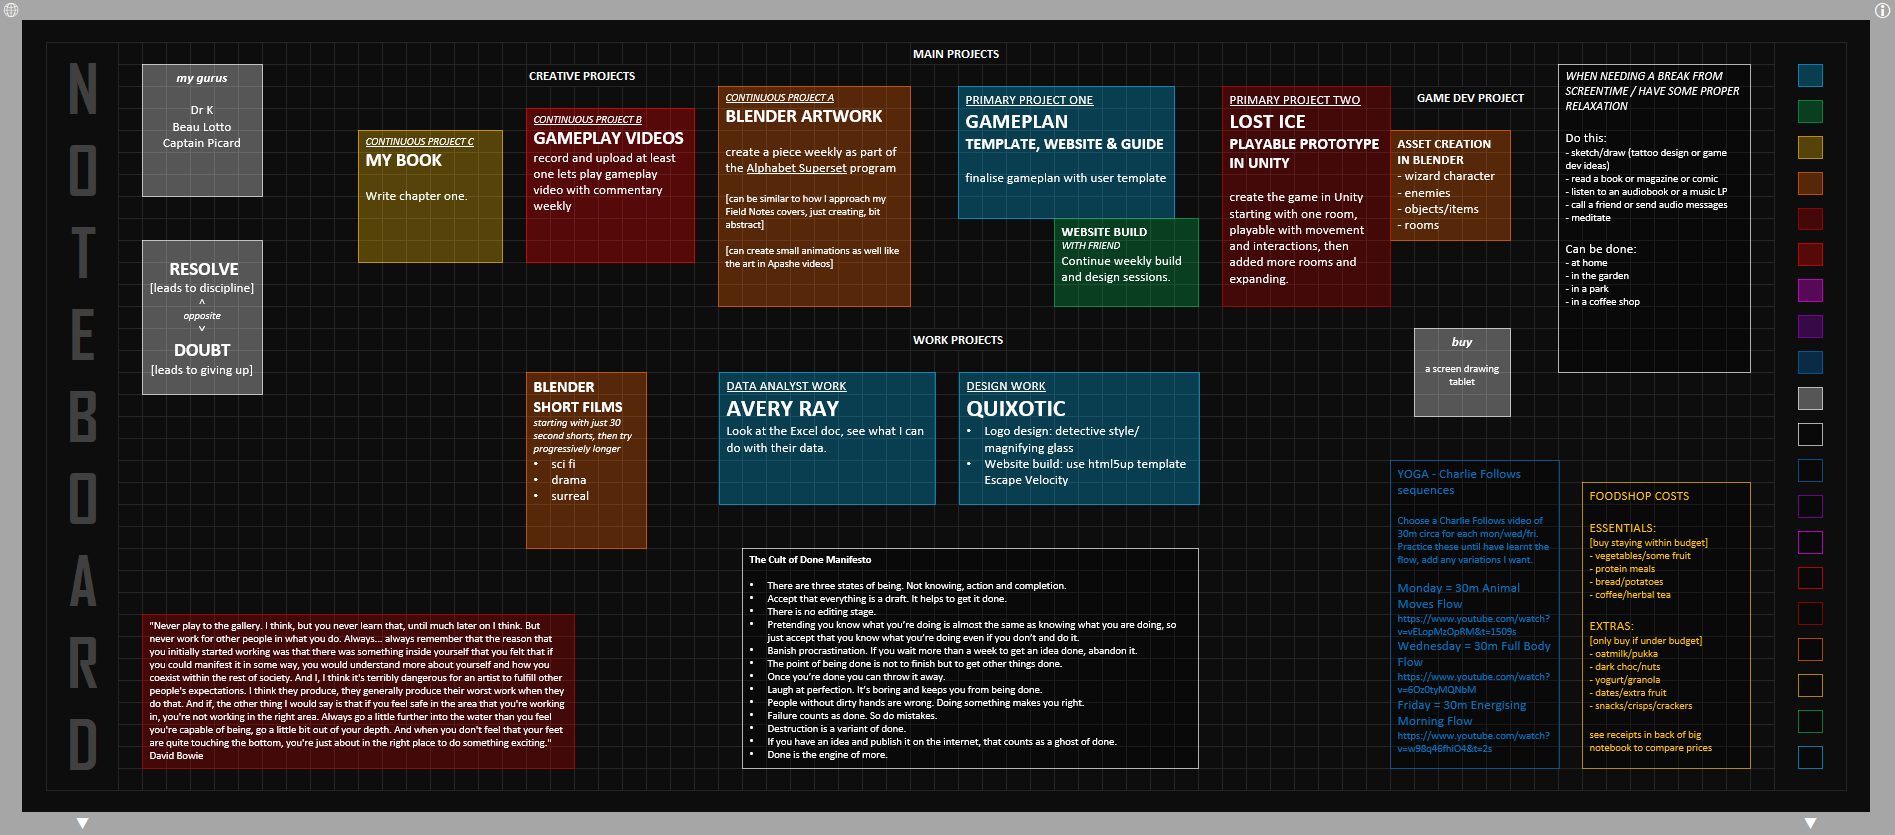 NOTEBOARD
MAIN PROJECTS
CREATIVE PROJECTS
my gurus
Dr K
Beau Lotto
Captain Picard
RESOLVE
[leads to discipline]
^
opposite
v
DOUBT
[leads to giving up]
CONTINUOUS PROJECT C
MY BOOK
Write chapter one.
CONTINUOUS PROJECT B
GAMEPLAY VIDEOS
record and upload at least
one lets play gameplay
video with commentary
weekly
CONTINUOUS PROJECT A
BLENDER ARTWORK
create a piece weekly as part of
the Alphabet Superset program
[can be similar to how I approach my
Field Notes covers, just creating, bit
abstract]
[can create small animations as well like
the art in Apashe videos]
PRIMARY PROJECT ONE
GAMEPLAN
TEMPLATE, WEBSITE & GUIDE
finalise gameplan with user template
WEBSITE BUILD
WITH FRIEND
Continue weekly build
and design sessions.
PRIMARY PROJECT TWO
LOST ICE
PLAYABLE PROTOTYPE
IN UNITY
create the game in Unity
starting with one room,
playable with movement
and interactions, then
added more rooms and
expanding.
GAME DEV PROJECT
ASSET CREATION
IN BLENDER
- wizard character
- enemies
- objects/items
- rooms
WHEN NEEDING A BREAK FROM
SCREENTIME / HAVE SOME PROPER
RELAXATION
Do this:
- sketch/draw (tattoo design or game
dev ideas)
- read a book or magazine or comic
- listen to an audiobook or a music LP
- call a friend or send audio messages
- meditate
Can be done:
- at home
- in the garden
- in a park
- in a coffee shop
buy
a screen drawing
tablet
WORK PROJECTS
BLENDER
SHORT FILMS
starting with just 30
second shorts, then try
progressively longer
• sci fi
• drama
• surreal
DATA ANALYST WORK
AVERY RAY
Look at the Excel doc, see what I can
do with their data.
DESIGN WORK
QUIXOTIC
• Logo design: detective style/
magnifying glass
• Website build: use html5up template
Escape Velocity
"Never play to the gallery. I think, but you never learn that, until much later on I think. But
never work for other people in what you do. Always... always remember that the reason that
you initially started working was that there was something inside yourself that you felt that if
you could manifest it in some way, you would understand more about yourself and how you
coexist within the rest of society. And I, I think it's terribly dangerous for an artist to fulfill other
people's expectations. I think they produce, they generally produce their worst work when they
do that. And if, the other thing I would say is that if you feel safe in the area that you're working
in, you're not working in the right area. Always go a little further into the water than you feel
you're capable of being, go a little bit out of your depth. And when you don't feel that your feet
are quite touching the bottom, you're just about in the right place to do something exciting."
David Bowie
The Cult of Done Manifesto
• There are three states of being. Not knowing, action and completion.
• Accept that everything is a draft. It helps to get it done.
• There is no editing stage.
• Pretending you know what you're doing is almost the same as knowing what you are doing, so
just accept that you know what you're doing even if you don't and do it.
• Banish procrastination. If you wait more than a week to get an idea done, abandon it.
• The point of being done is not to finish but to get other things done.
• Once you're done you can throw it away.
• Laugh at perfection. It's boring and keeps you from being done.
• People without dirty hands are wrong. Doing something makes you right.
• Failure counts as done. So do mistakes.
• Destruction is a variant of done.
• If you have an idea and publish it on the internet, that counts as a ghost of done.
• Done is the engine of more.
YOGA - Charlie Follows
sequences
Choose a Charlie Follows video of
30m circa for each mon/wed/fri.
Practice these until have learnt the
flow, add any variations I want.
Monday = 30m Animal
Moves Flow
https://www.youtube.com/watch?
v=vELopMzOpRM&t=1509s
Wednesday = 30m Full Body
Flow
https://www.youtube.com/watch?
v=6Oz0tyMQNbM
Friday = 30m Energising
Morning Flow
https://www.youtube.com/watch?
v=w98q46fhiO4&t=2s
FOODSHOP COSTS
ESSENTIALS:
[buy staying within budget]
- vegetables/some fruit
- protein meals
- bread/potatoes
- coffee/herbal tea
EXTRAS:
[only buy if under budget]
- oatmilk/pukka
- dark choc/nuts
- yogurt/granola
- dates/extra fruit
- snacks/crisps/crackers
see receipts in back of big
notebook to compare prices